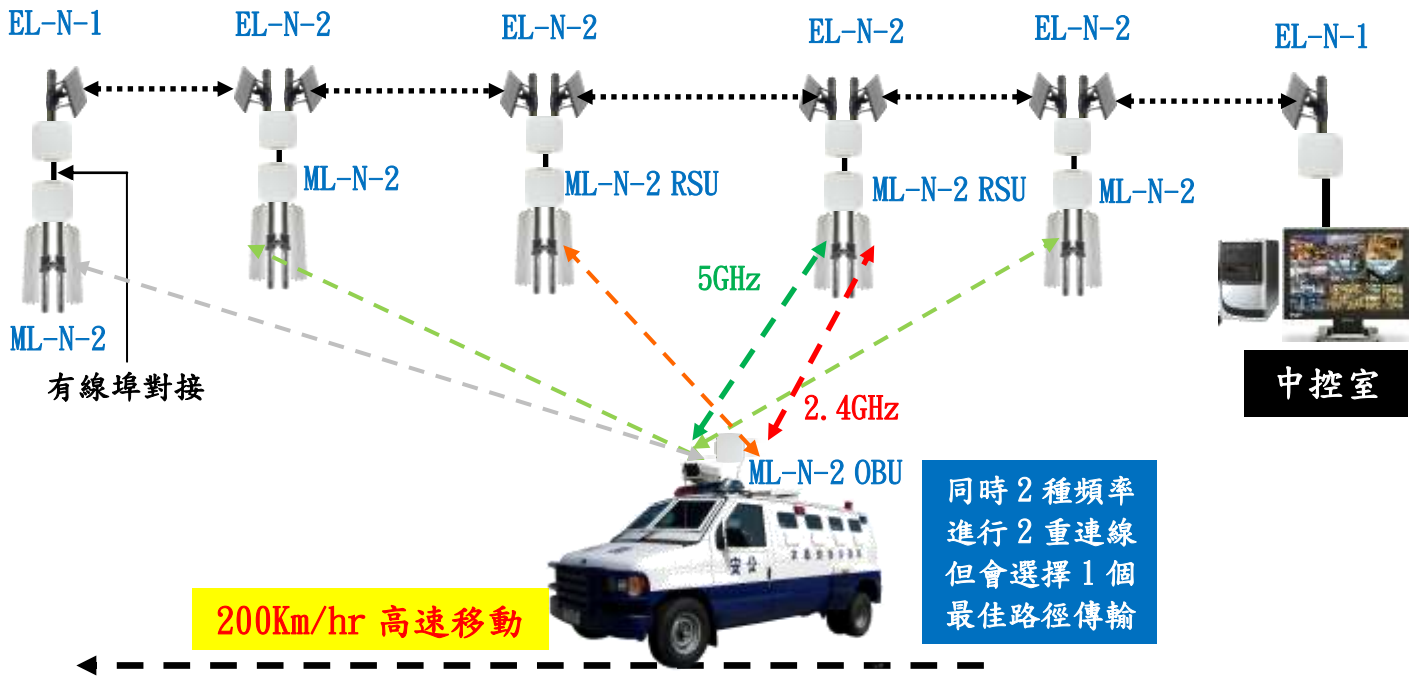 EL-N-1
EL-N-2
EL-N-2
EL-N-2
EL-N-2
EL-N-1
ML-N-2
ML-N-2 RSU
ML-N-2 RSU
ML-N-2
5GHz
ML-N-2
有線埠對接
2.4GHz
中控室
ML-N-2 OBU
同時 2 種頻率
進行 2 重連線
但會選擇 1 個
最佳路徑傳輸
安公
200Km/hr 高速移動